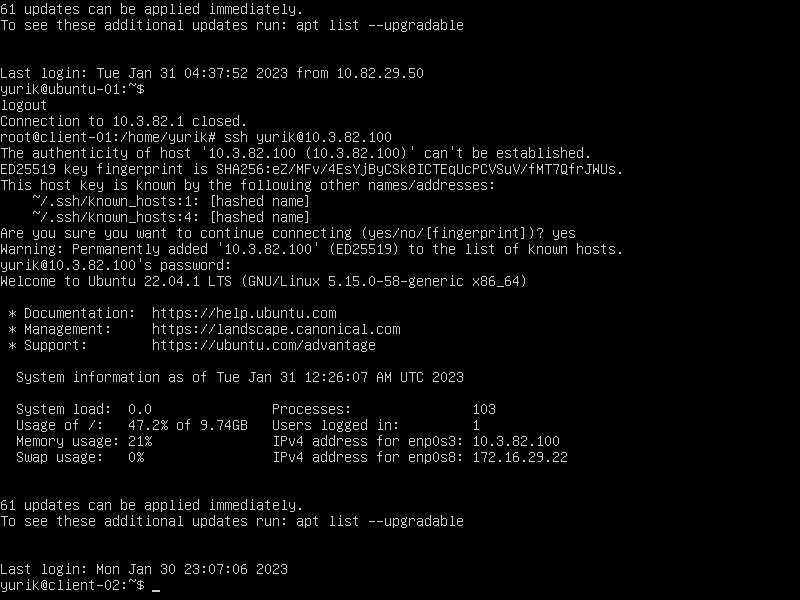 61 updates can be applied immediately.
To see these additional updates run: apt list --upgradable
Last login: Tue Jan 31 04:37:52 2023 from 10.82.29.50
yurik@ubuntu-01:~$
logout
Connection to 10.3.82.1 closed.
root@client-01:/home/yurik# ssh yurik@10.3.82.100
The authenticity of host '10.3.82.100 (10.3.82.100)' can't be established.
ED25519 key fingerprint is SHA256:eZ/MFv/4EsYjByCSk8ICTEqUcPCVSuV/fMT7QfrJWUs.
This host key is known by the following other names/addresses:
    ~/.ssh/known_hosts:1: [hashed name]
    ~/.ssh/known_hosts:4: [hashed name]
Are you sure you want to continue connecting (yes/no/[fingerprint])? yes
Warning: Permanently added '10.3.82.100' (ED25519) to the list of known hosts.
yurik@10.3.82.100's password:
Welcome to Ubuntu 22.04.1 LTS (GNU/Linux 5.15.0-58-generic x86_64)
 * Documentation:  https://help.ubuntu.com
 * Management:     https://landscape.canonical.com
 * Support:        https://ubuntu.com/advantage
  System information as of Tue Jan 31 12:26:07 AM UTC 2023
  System load:  0.0               Processes:               103
  Usage of /:   47.2% of 9.74GB   Users logged in:         1
  Memory usage: 21%               IPv4 address for enp0s3: 10.3.82.100
  Swap usage:   0%                IPv4 address for enp0s8: 172.16.29.22
61 updates can be applied immediately.
To see these additional updates run: apt list --upgradable
Last login: Mon Jan 30 23:07:06 2023
yurik@client-02:~$ _